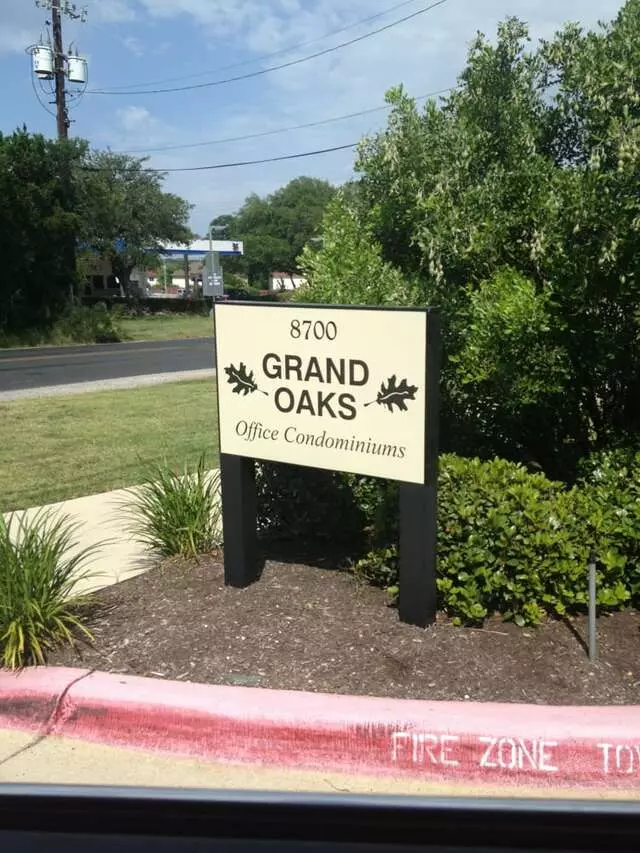 8700
GRAND
OAKS
Office Condominiums
FIRE ZONE